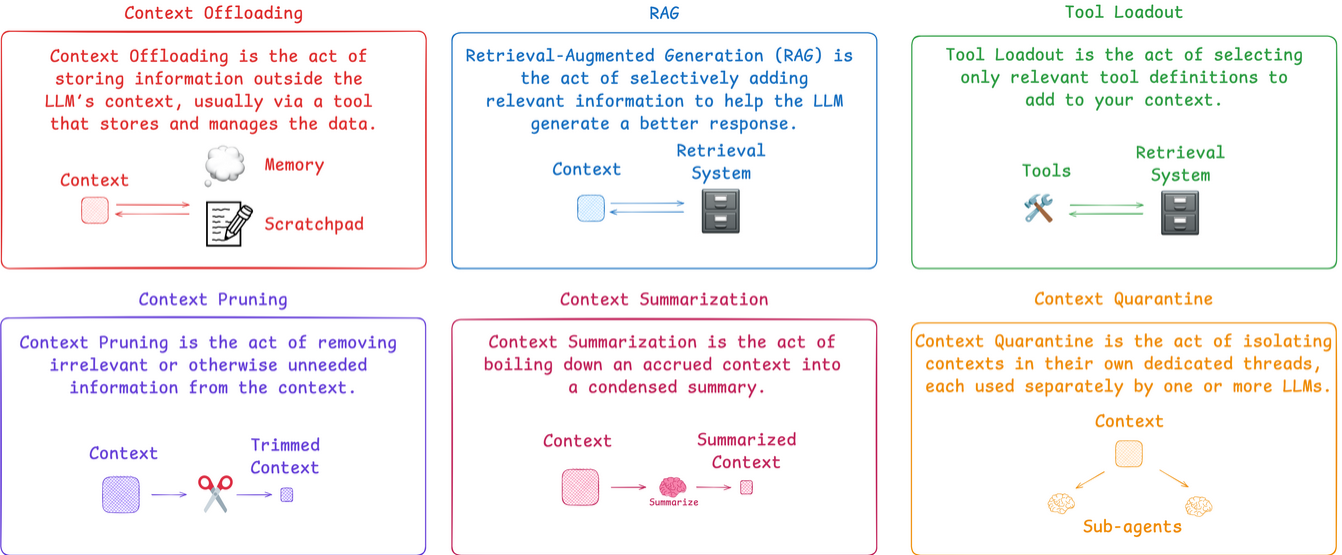 Context Offloading
Context Offloading is the act of
storing information outside the
LLM's context, usually via a tool
that stores and manages the data.
Context
Memory
Scratchpad
RAG
Retrieval-Augmented Generation (RAG) is
the act of selectively adding
relevant information to help the LLM
generate a better response.
Context
Retrieval
System
Tool Loadout
Tool Loadout is the act of selecting
only relevant tool definitions to
add to your context.
Tools
Retrieval
System
Context Pruning
Context Pruning is the act of removing
irrelevant or otherwise unneeded
information from the context.
Context
Trimmed
Context
Context Summarization
Context Summarization is the act of
boiling down an accrued context into
a condensed summary.
Context
Summarize
Summarized
Context
Context Quarantine
Context Quarantine is the act of isolating
contexts in their own dedicated threads,
each used separately by one or more LLMs.
Context
Sub-agents